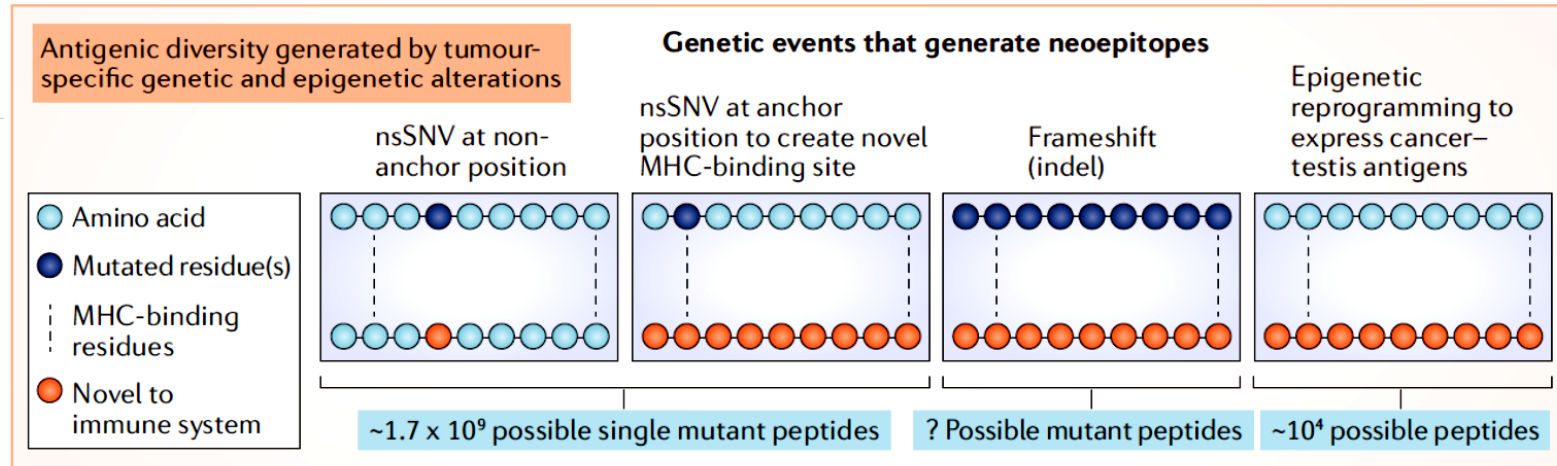 Antigenic diversity generated by tumour-
specific genetic and epigenetic alterations
Genetic events that generate neoepitopes
nsSNV at non-
anchor position
nsSNV at anchor
position to create novel
MHC-binding site
Frameshift
(indel)
Epigenetic
reprogramming to
express cancer–
testis antigens
Amino acid
Mutated residue(s)
MHC-binding
residues
Novel to
immune system
~1.7 x 10⁹ possible single mutant peptides
? Possible mutant peptides
~10⁴ possible peptides